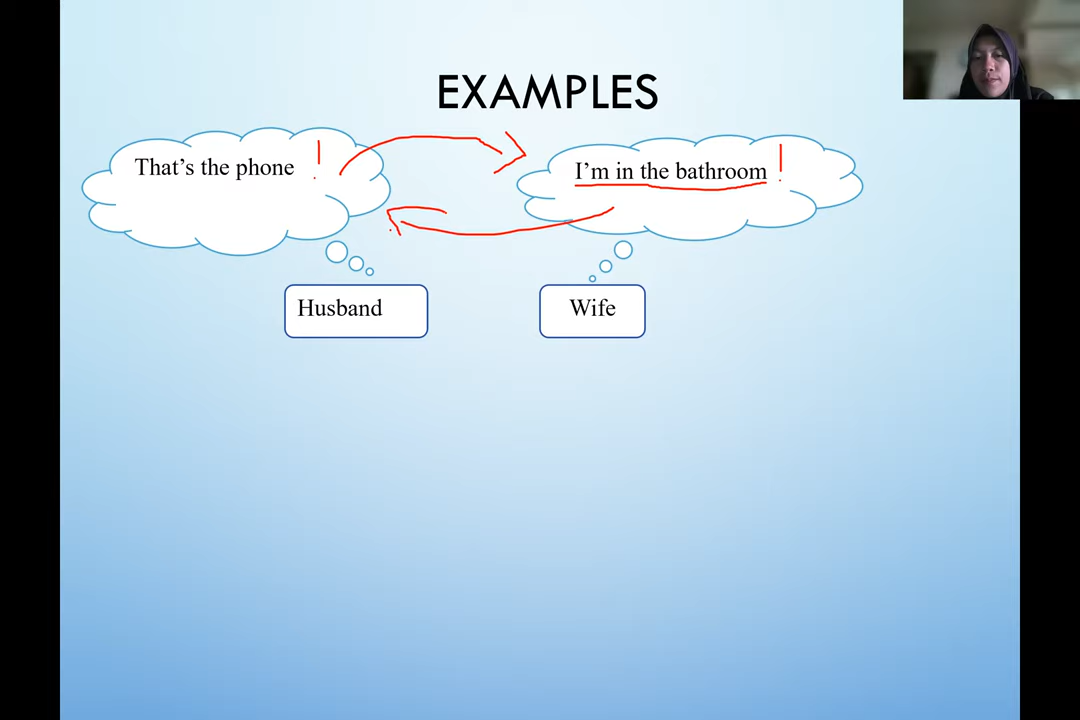 EXAMPLES
That's the phone !
I'm in the bathroom !
Husband
Wife